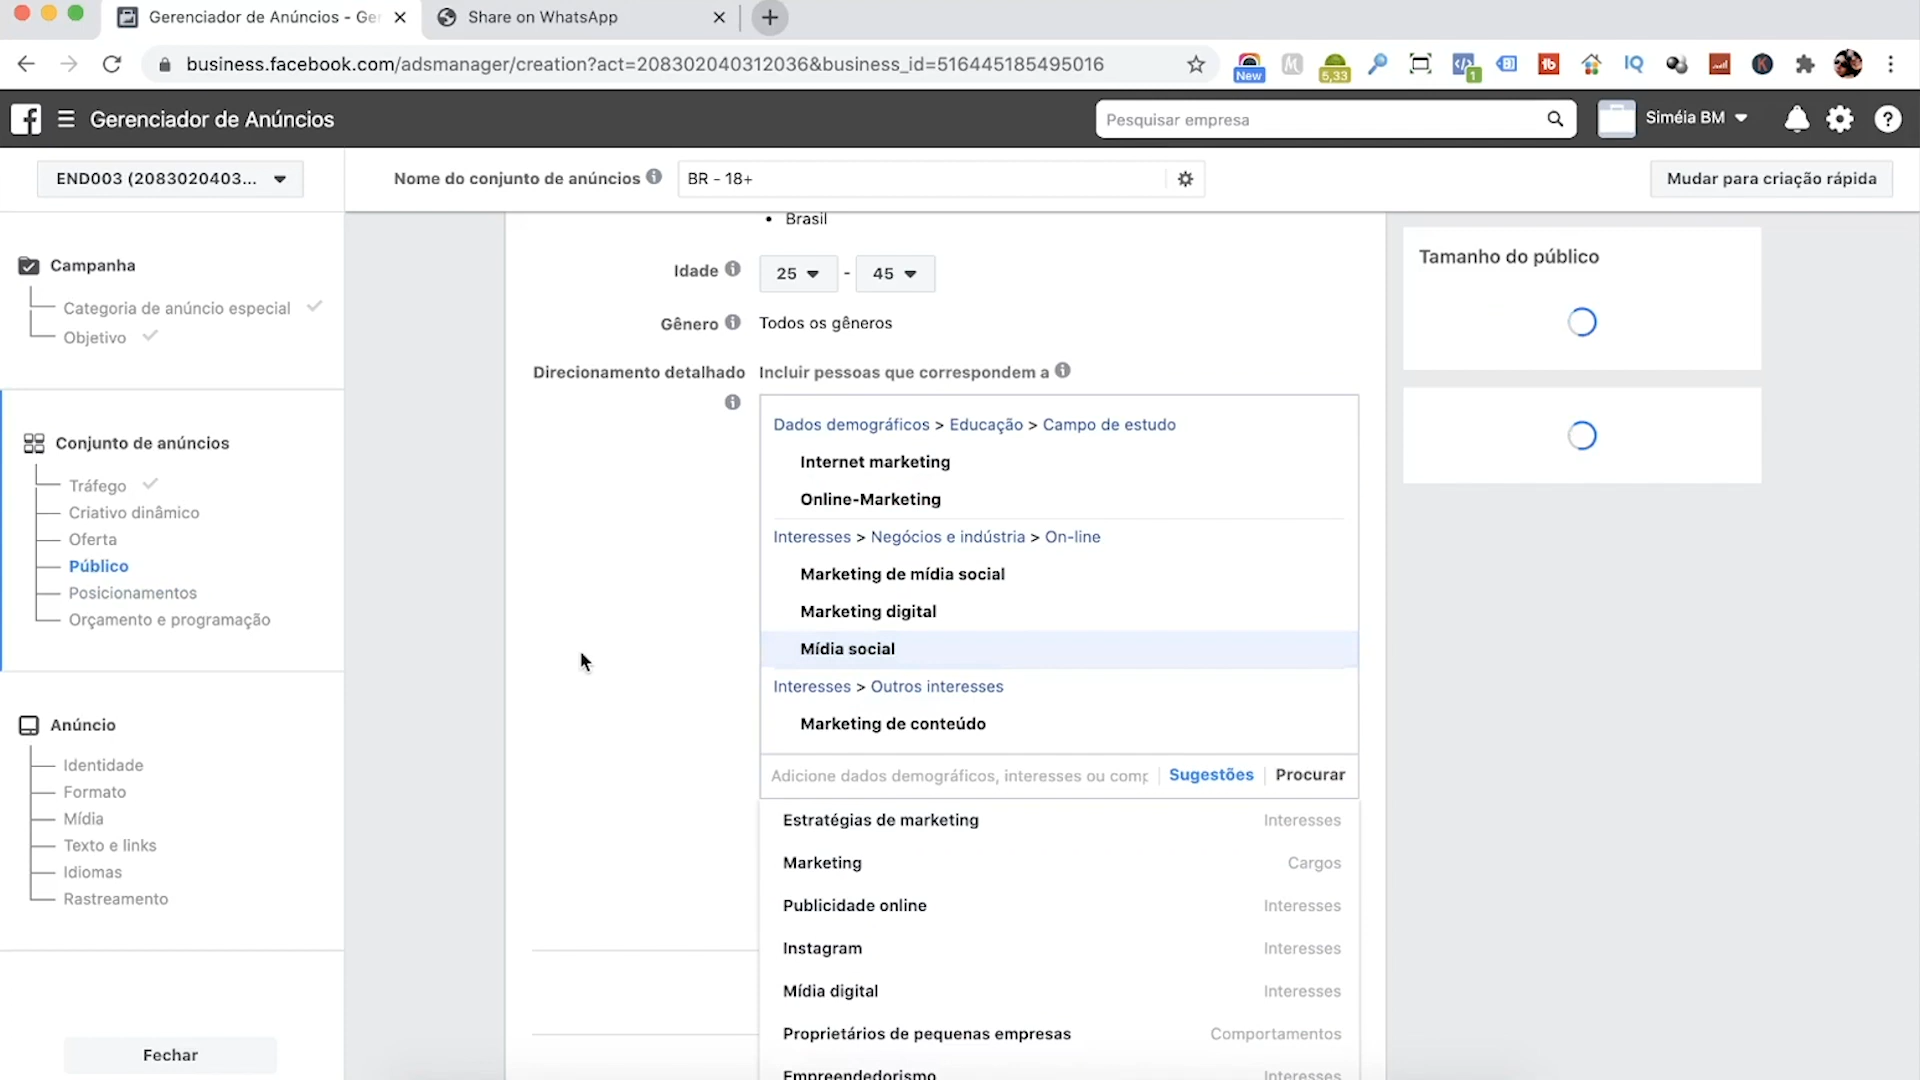 Gerenciador de Anúncios - Ger
Share on WhatsApp
business.facebook.com/adsmanager/creation?act=208302040312036&business_id=516445185495016
New
5,33
1
Gerenciador de Anúncios
Pesquisar empresa
Siméia BM
END003 (2083020403...
Nome do conjunto de anúncios
BR - 18+
Mudar para criação rápida
Campanha
Categoria de anúncio especial
Objetivo
Conjunto de anúncios
Tráfego
Criativo dinâmico
Oferta
Público
Posicionamentos
Orçamento e programação
Anúncio
Identidade
Formato
Mídia
Texto e links
Idiomas
Rastreamento
Fechar
• Brasil
Idade
25 - 45
Gênero
Todos os gêneros
Direcionamento detalhado
Incluir pessoas que correspondem a
Dados demográficos > Educação > Campo de estudo
Internet marketing
Online-Marketing
Interesses > Negócios e indústria > On-line
Marketing de mídia social
Marketing digital
Mídia social
Interesses > Outros interesses
Marketing de conteúdo
Adicione dados demográficos, interesses ou comp
Sugestões
Procurar
Estratégias de marketing Interesses
Marketing Cargos
Publicidade online Interesses
Instagram Interesses
Mídia digital Interesses
Proprietários de pequenas empresas Comportamentos
Empreendedorismo Interesses
Tamanho do público